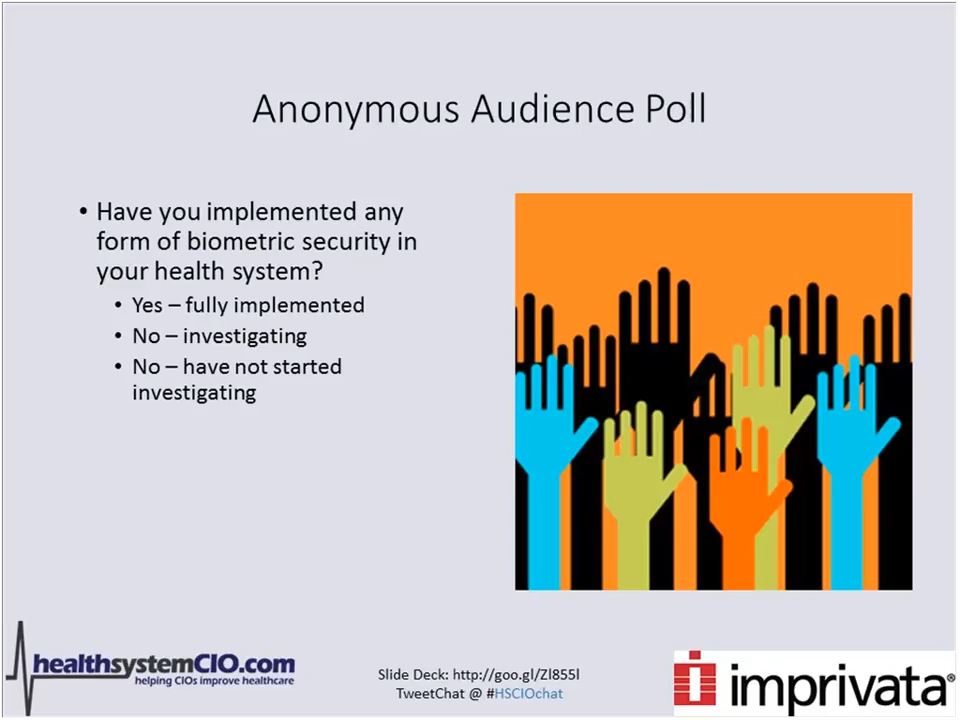 Anonymous Audience Poll
• Have you implemented any
form of biometric security in
your health system?
• Yes – fully implemented
• No – investigating
• No – have not started
investigating
healthsystemCIO.com
helping CIOs improve healthcare
Slide Deck: http://goo.gl/Zl855l
TweetChat @ #HSCIOchat
imprivata®